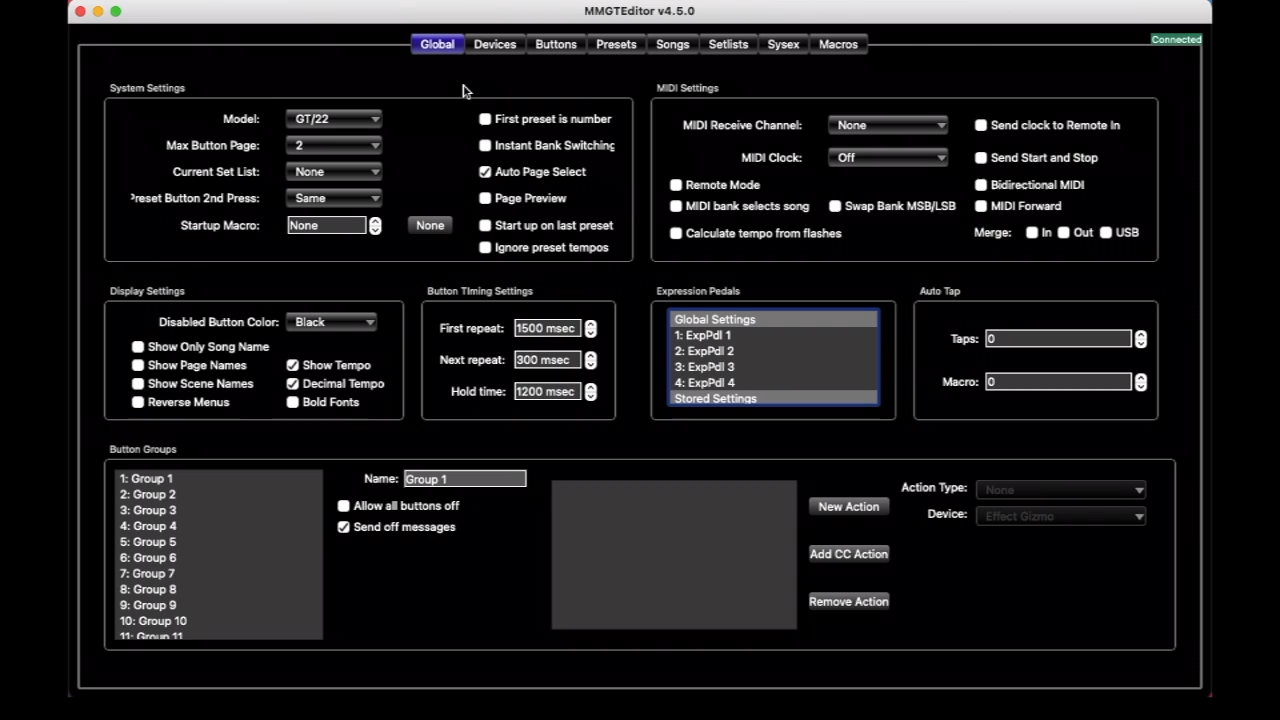 MMGTEditor v4.5.0
Global Devices Buttons Presets Songs Setlists Sysex Macros
Connected
System Settings
Model: GT/22
Max Button Page: 2
Current Set List: None
Preset Button 2nd Press: Same
Startup Macro: None None
First preset is number
Instant Bank Switching
Auto Page Select
Page Preview
Start up on last preset
Ignore preset tempos
MIDI Settings
MIDI Receive Channel: None
Send clock to Remote In
MIDI Clock: Off
Send Start and Stop
Remote Mode
Bidirectional MIDI
MIDI bank selects song
Swap Bank MSB/LSB
MIDI Forward
Calculate tempo from flashes
Merge: In Out USB
Display Settings
Disabled Button Color: Black
Show Only Song Name
Show Page Names
Show Tempo
Show Scene Names
Decimal Tempo
Reverse Menus
Bold Fonts
Button TIming Settings
First repeat: 1500 msec
Next repeat: 300 msec
Hold time: 1200 msec
Expression Pedals
Global Settings
1: ExpPdl 1
2: ExpPdl 2
3: ExpPdl 3
4: ExpPdl 4
Stored Settings
Auto Tap
Taps: 0
Macro: 0
Button Groups
1: Group 1
2: Group 2
3: Group 3
4: Group 4
5: Group 5
6: Group 6
7: Group 7
8: Group 8
9: Group 9
10: Group 10
11: Group 11
Name: Group 1
Allow all buttons off
Send off messages
New Action
Add CC Action
Remove Action
Action Type: None
Device: Effect Gizmo